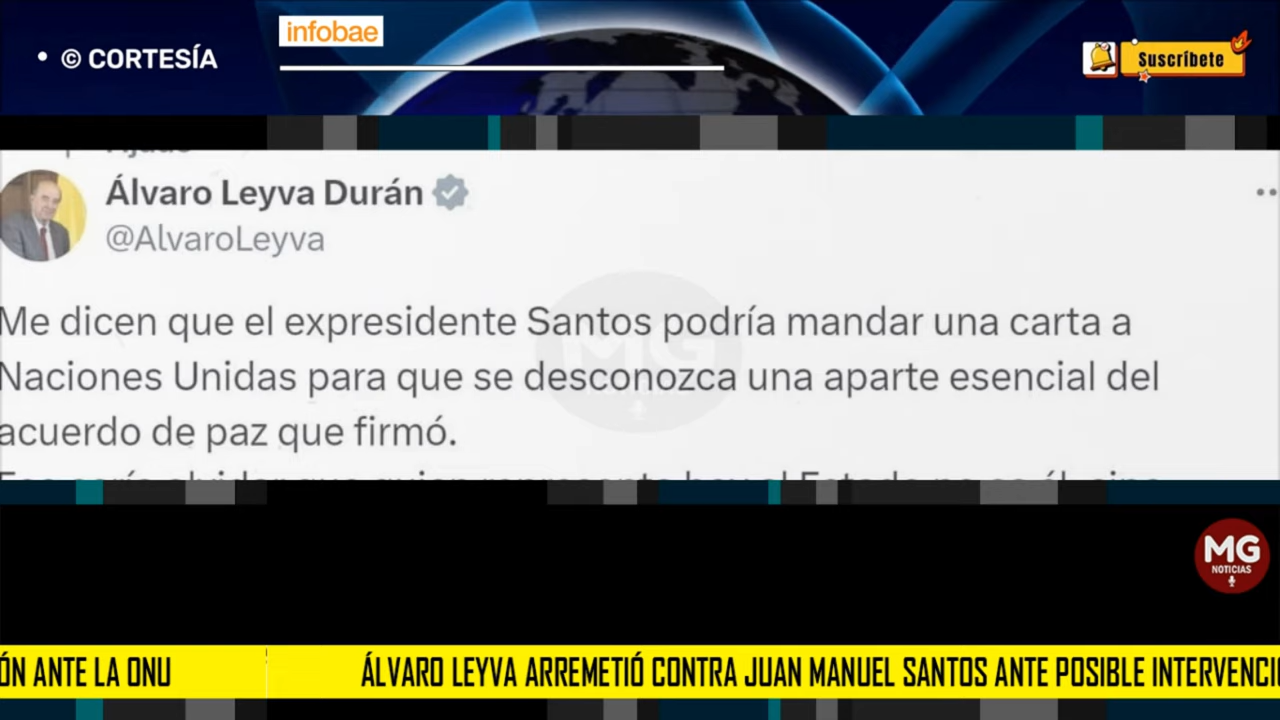 infobae
• © CORTESÍA
Suscríbete
Álvaro Leyva Durán
@AlvaroLeyva
Me dicen que el expresidente Santos podría mandar una carta a
Naciones Unidas para que se desconozca una aparte esencial del
acuerdo de paz que firmó.
MG
NOTICIAS
ÓN ANTE LA ONU
ÁLVARO LEYVA ARREMETIÓ CONTRA JUAN MANUEL SANTOS ANTE POSIBLE INTERVENCI